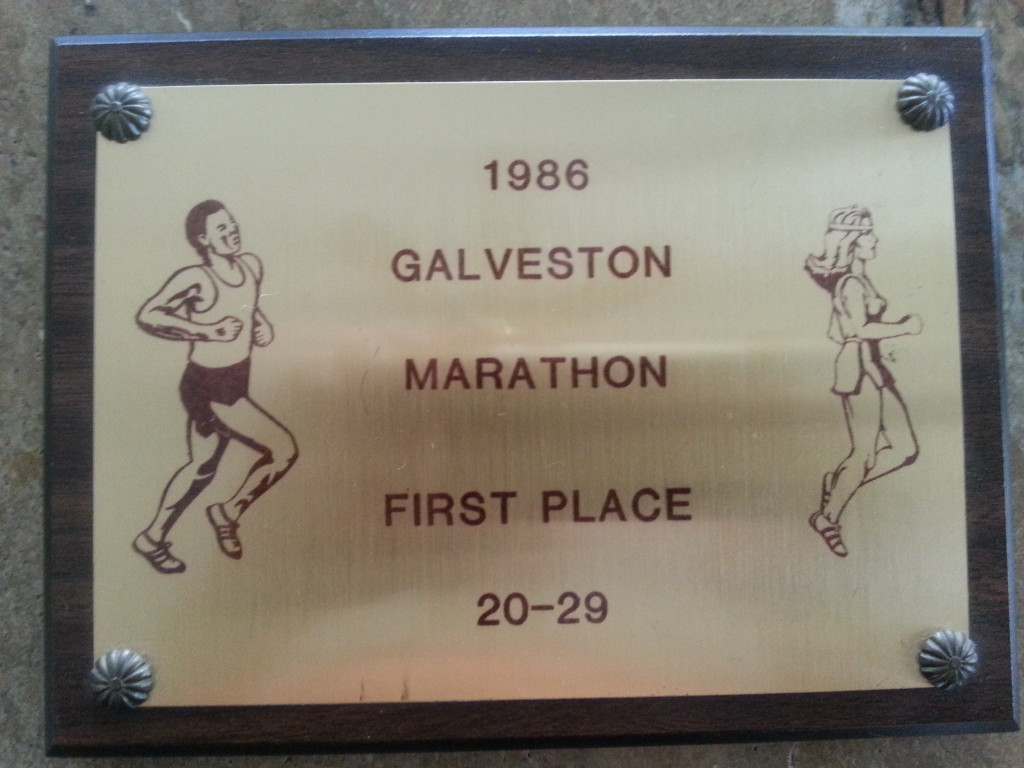 1986
GALVESTON
MARATHON
FIRST PLACE
20-29